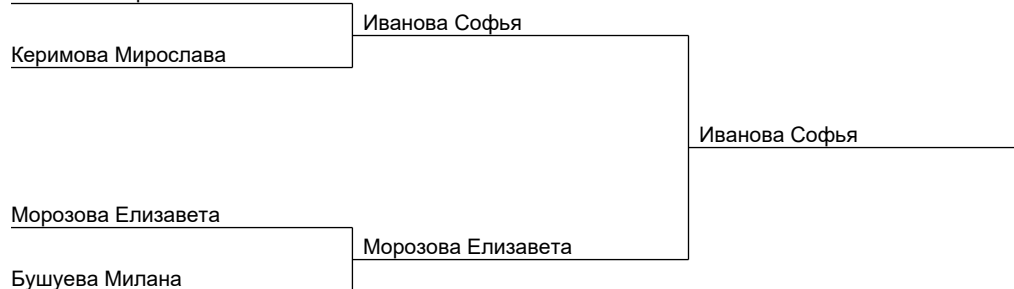 Иванова Софья
Керимова Мирослава
Иванова Софья
Морозова Елизавета
Морозова Елизавета
Бушуева Милана